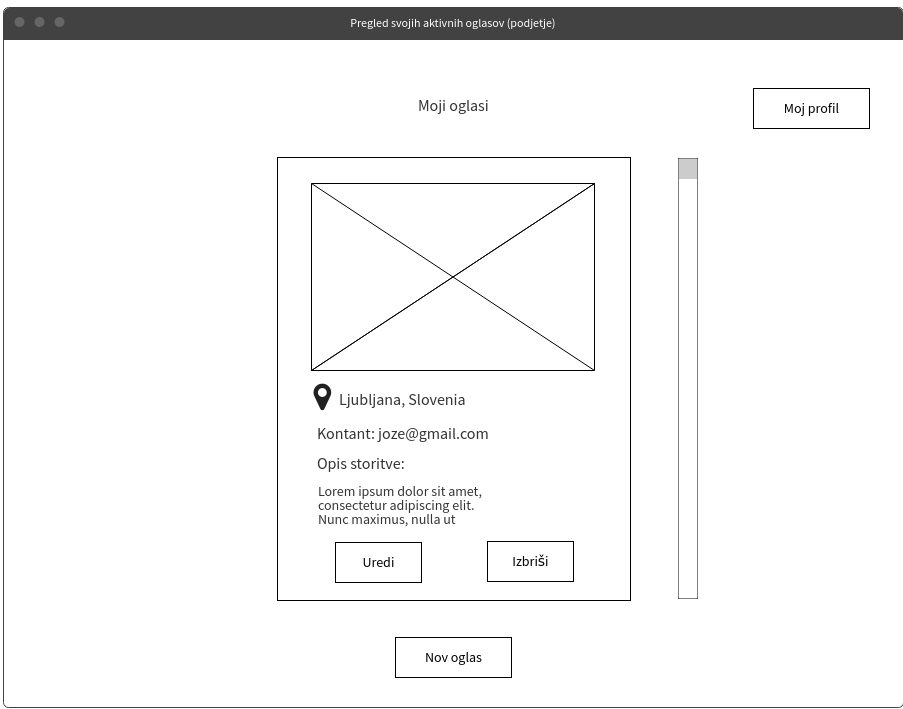 Pregled svojih aktivnih oglasov (podjetje)
Moji oglasi
Moj profil
Ljubljana, Slovenia
Kontant: joze@gmail.com
Opis storitve:
Lorem ipsum dolor sit amet,
consectetur adipiscing elit.
Nunc maximus, nulla ut
Uredi
Izbriši
Nov oglas